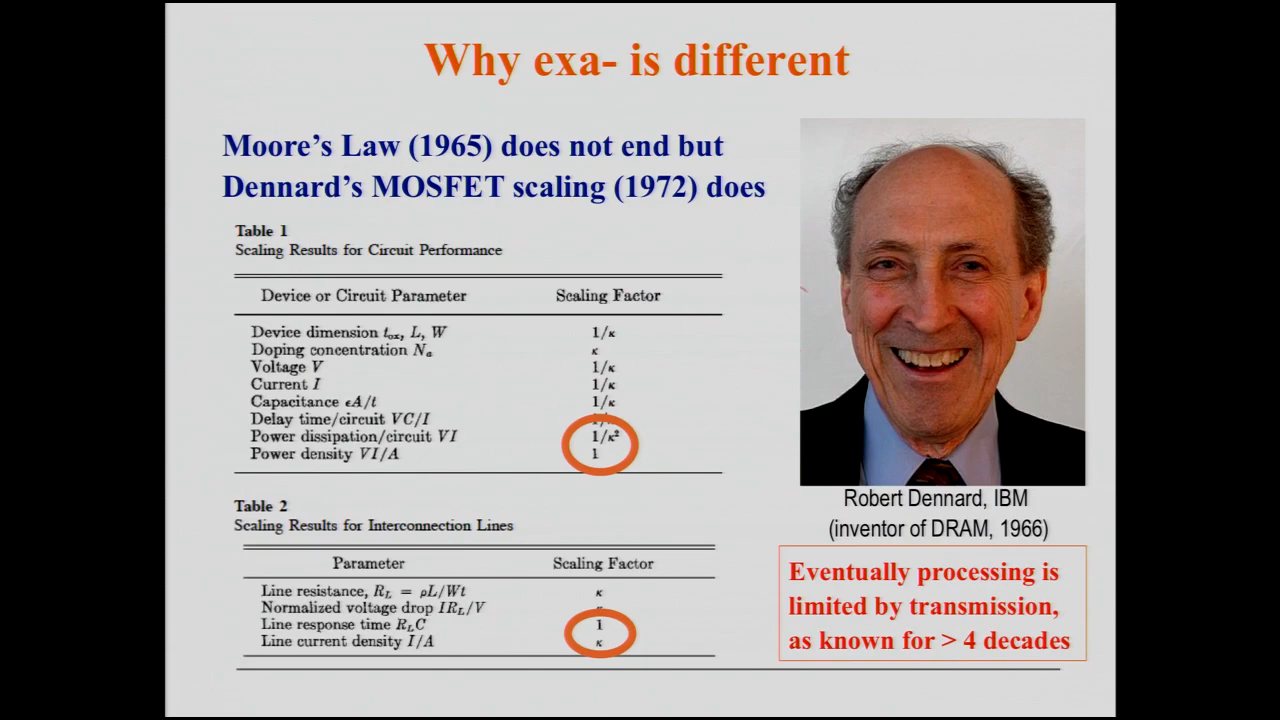 Why exa- is different
Moore's Law (1965) does not end but
Dennard's MOSFET scaling (1972) does
Table 1
Scaling Results for Circuit Performance
Device or Circuit Parameter Scaling Factor
Device dimension tₒₓ, L, W 1/κ
Doping concentration Nₐ κ
Voltage V 1/κ
Current I 1/κ
Capacitance ϵA/t 1/κ
Delay time/circuit VC/I
Power dissipation/circuit VI 1/κ²
Power density VI/A 1
Table 2
Scaling Results for Interconnection Lines
Parameter Scaling Factor
Line resistance, R_L = ρL/Wt κ
Normalized voltage drop IR_L/V
Line response time R_LC 1
Line current density I/A κ
Robert Dennard, IBM
(inventor of DRAM, 1966)
Eventually processing is
limited by transmission,
as known for > 4 decades